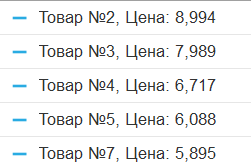 Товар №2, Цена: 8,994
Товар №3, Цена: 7,989
Товар №4, Цена: 6,717
Товар №5, Цена: 6,088
Товар №7, Цена: 5,895